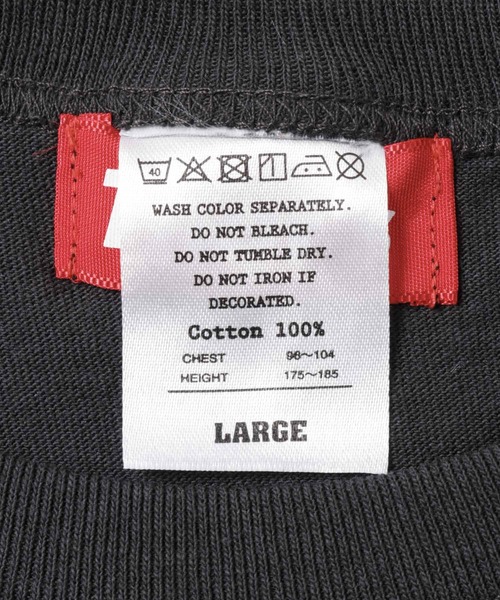 40
WASH COLOR SEPARATELY.
DO NOT BLEACH.
DO NOT TUMBLE DRY.
DO NOT IRON IF
DECORATED.
Cotton 100%
CHEST 96～104
HEIGHT 175～185
LARGE